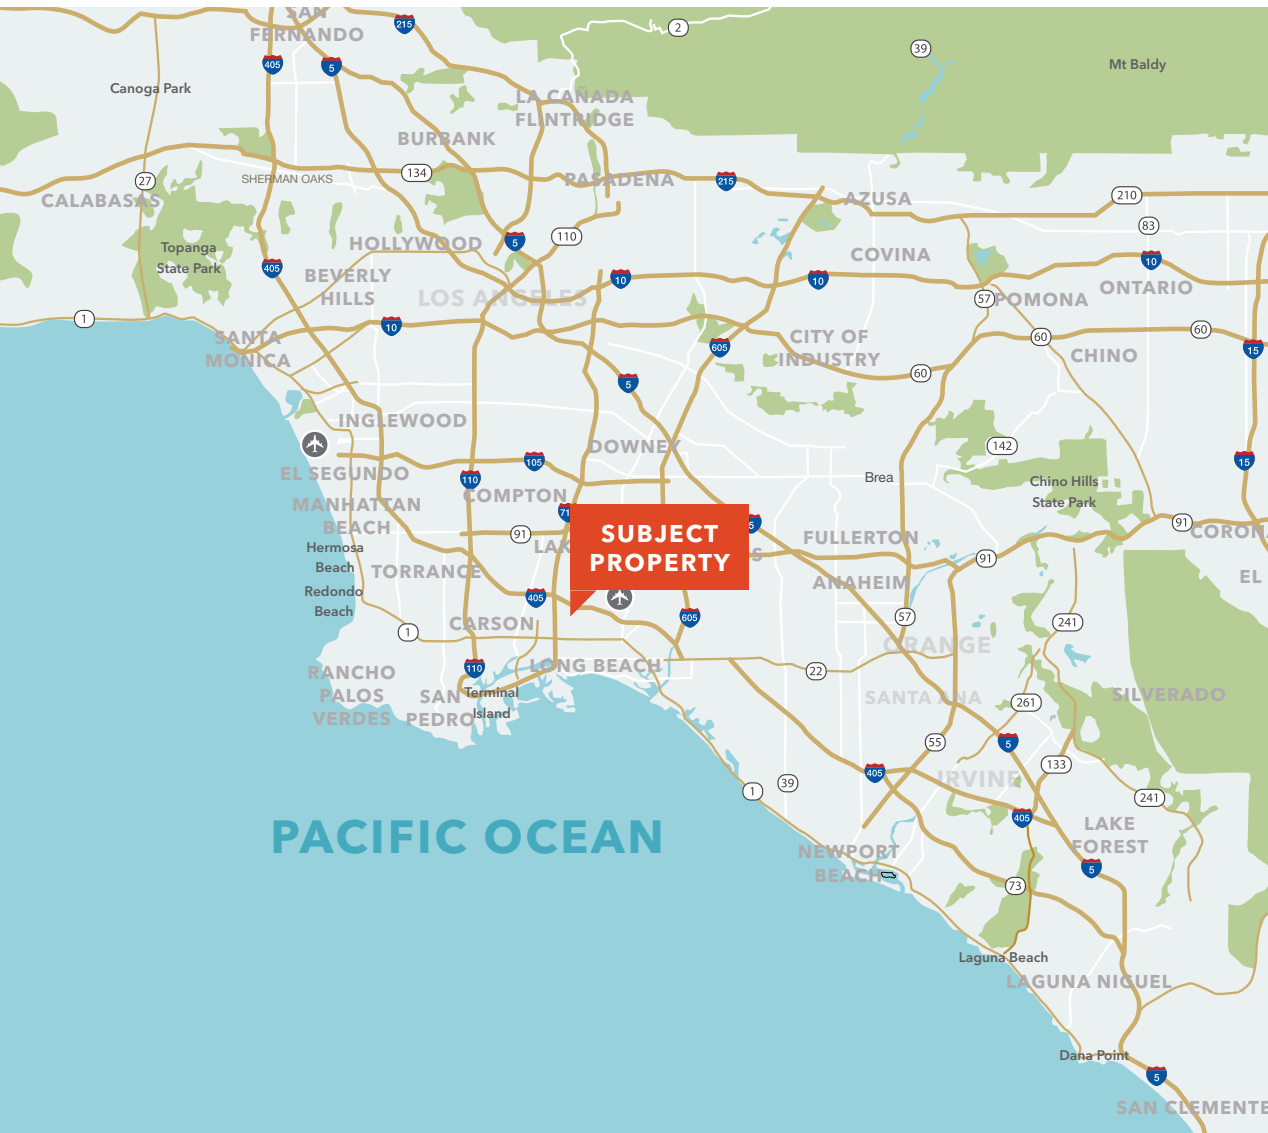 SAN
FERNANDO
215
2
39
Mt Baldy
405
5
Canoga Park
LA CAÑADA
FLINTRIDGE
BURBANK
134
SHERMAN OAKS
PASADENA
215
27
CALABASAS
AZUSA
210
83
Topanga
State Park
HOLLYWOOD
5
110
COVINA
405
BEVERLY
HILLS
10
10
10
LOS ANGELES
57
POMONA
ONTARIO
1
10
SANTA
MONICA
605
CITY OF
INDUSTRY
60
60
15
CHINO
5
60
INGLEWOOD
DOWNEY
142
EL SEGUNDO
105
110
15
Brea
Chino Hills
State Park
MANHATTAN
BEACH
COMPTON
710
SUBJECT
PROPERTY
5
91
91
CORONA
LAK
S
FULLERTON
91
Hermosa
Beach
TORRANCE
ANAHEIM
EL
Redondo
Beach
405
605
57
241
1
CARSON
ORANGE
110
LONG BEACH
22
RANCHO
PALOS
VERDES
SAN
PEDRO
Terminal
Island
SANTA ANA
261
SILVERADO
55
5
133
405
IRVINE
1
39
241
405
PACIFIC OCEAN
LAKE
FOREST
NEWPORT
BEACH
5
73
Laguna Beach
LAGUNA NIGUEL
Dana Point
5
SAN CLEMENTE